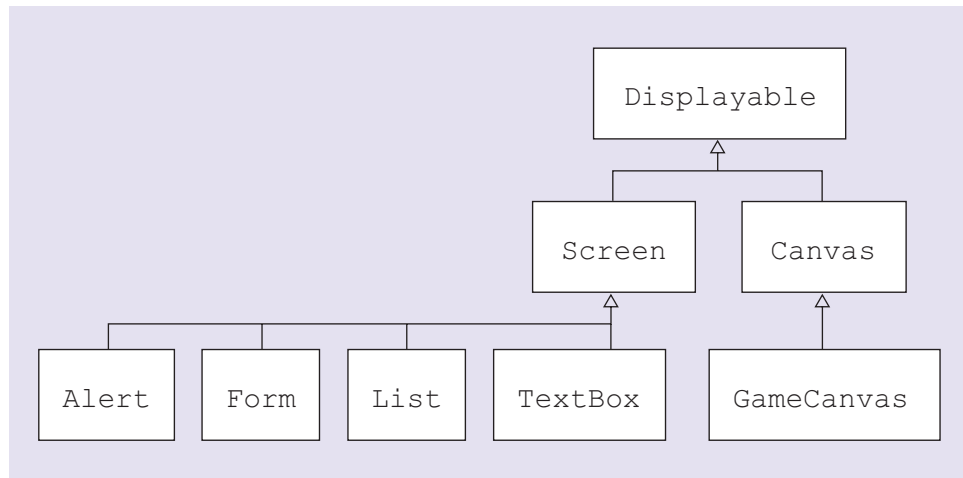 Displayable
Screen
Canvas
Alert
Form
List
TextBox
GameCanvas